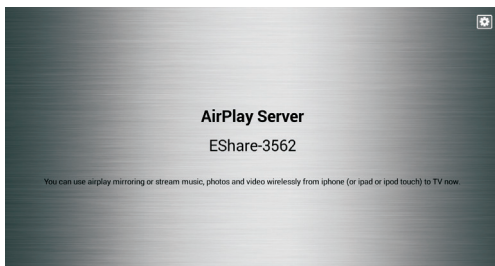 AirPlay Server
EShare-3562
You can use airplay mirroring or stream music, photos and video wirelessly from iphone (or ipad or ipod touch) to TV now.